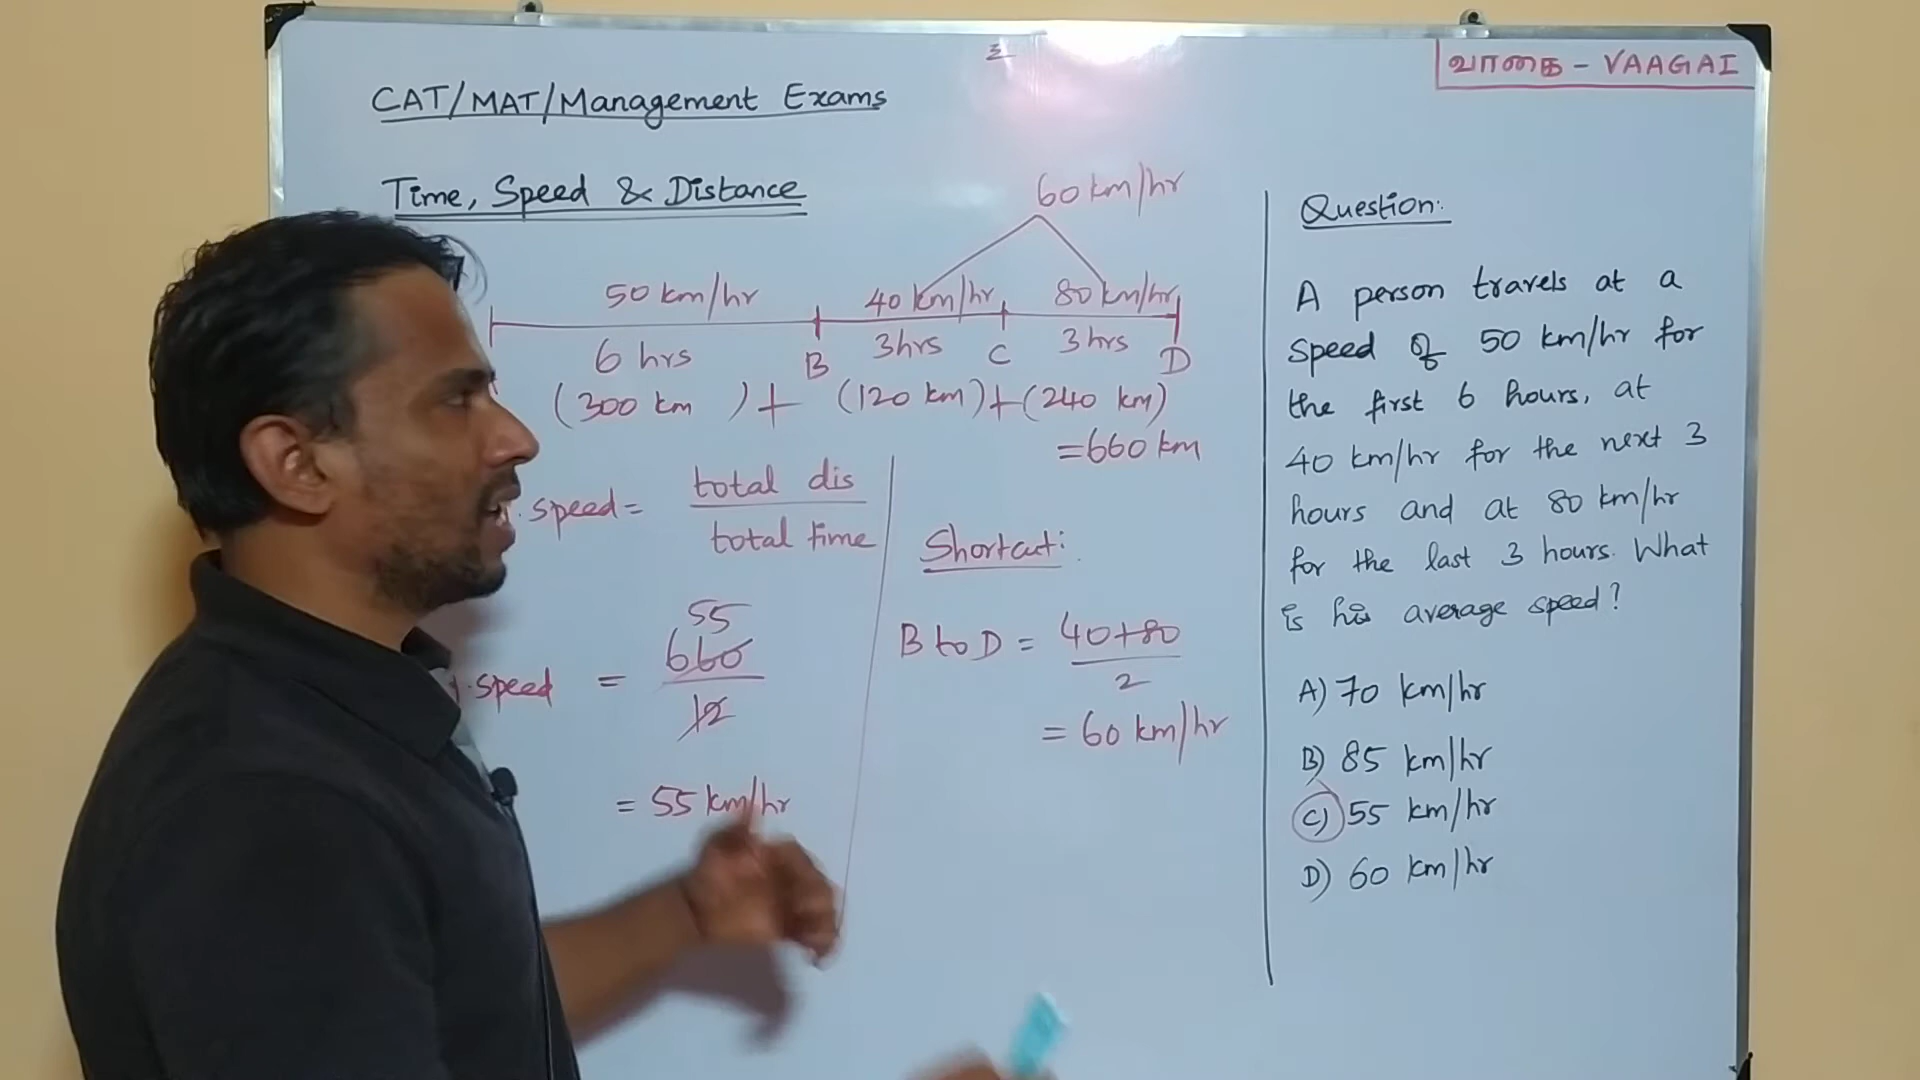 வாகை - VAAGAI
CAT/MAT/Management Exams
Time, Speed & Distance
60 km/hr
50 km/hr
40 km/hr
80 km/hr
6 hrs
B
3hrs
C
3 hrs
D
(300 km ) + (120 km) + (240 km)
= 660 km
speed = total dis
total time
speed = 660
12
55
= 55 km/hr
Shortcut:
B to D = 40+80
2
= 60 km/hr
Question:
A person travels at a
speed of 50 km/hr for
the first 6 hours, at
40 km/hr for the next 3
hours and at 80 km/hr
for the last 3 hours. What
is his average speed?
A) 70 km/hr
B) 85 km/hr
C) 55 km/hr
D) 60 km/hr